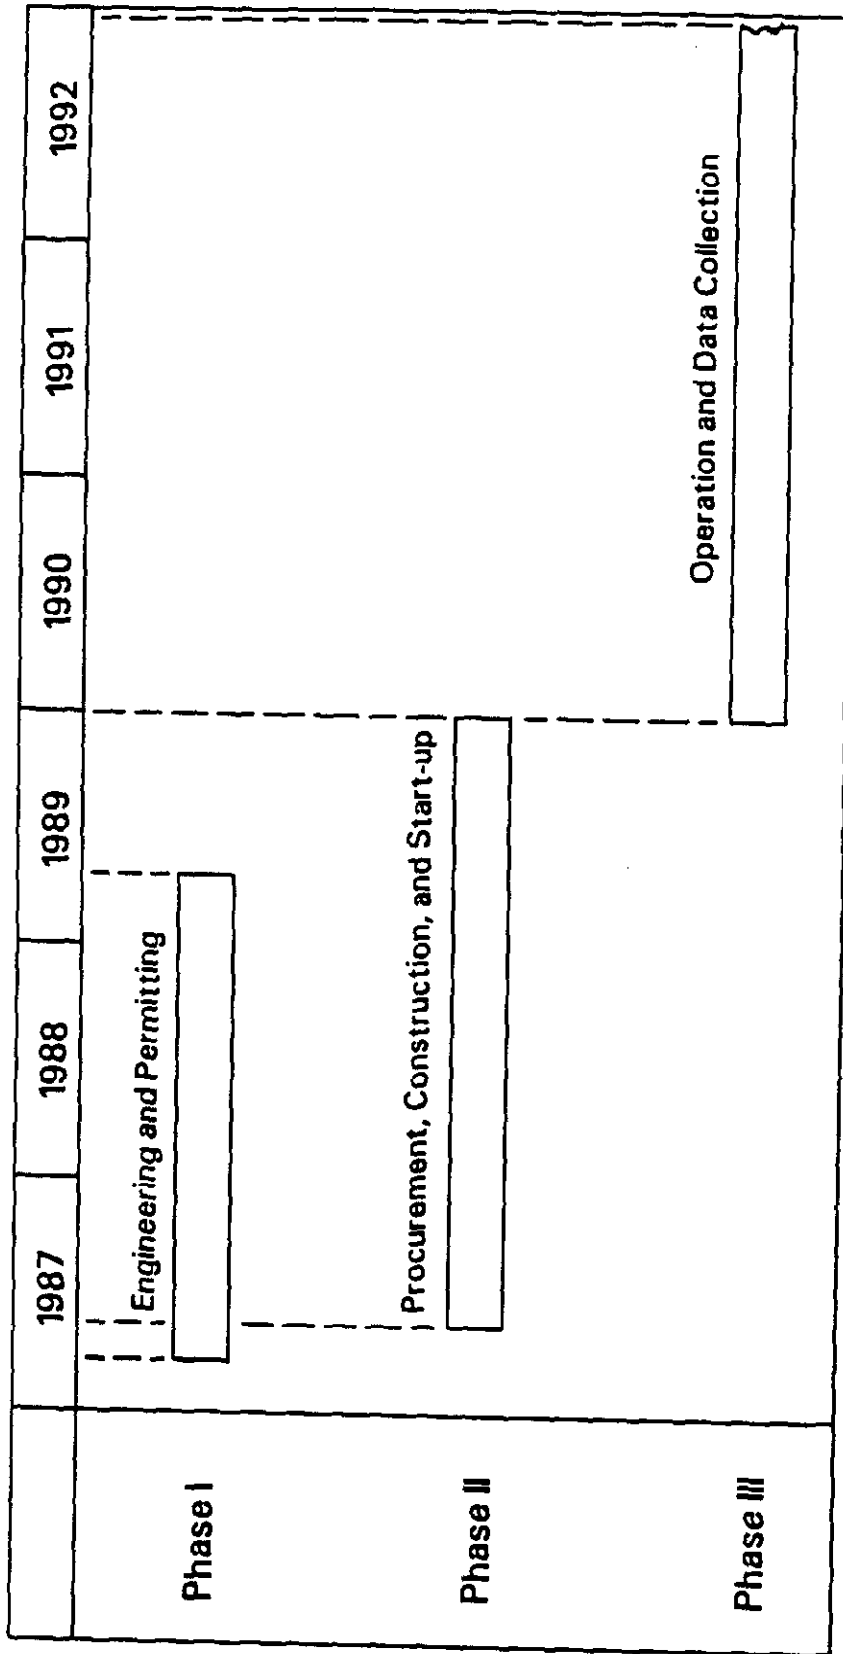 1987
1988
1989
1990
1991
1992
Phase I
Engineering and Permitting
Phase II
Procurement, Construction, and Start-up
Phase III
Operation and Data Collection